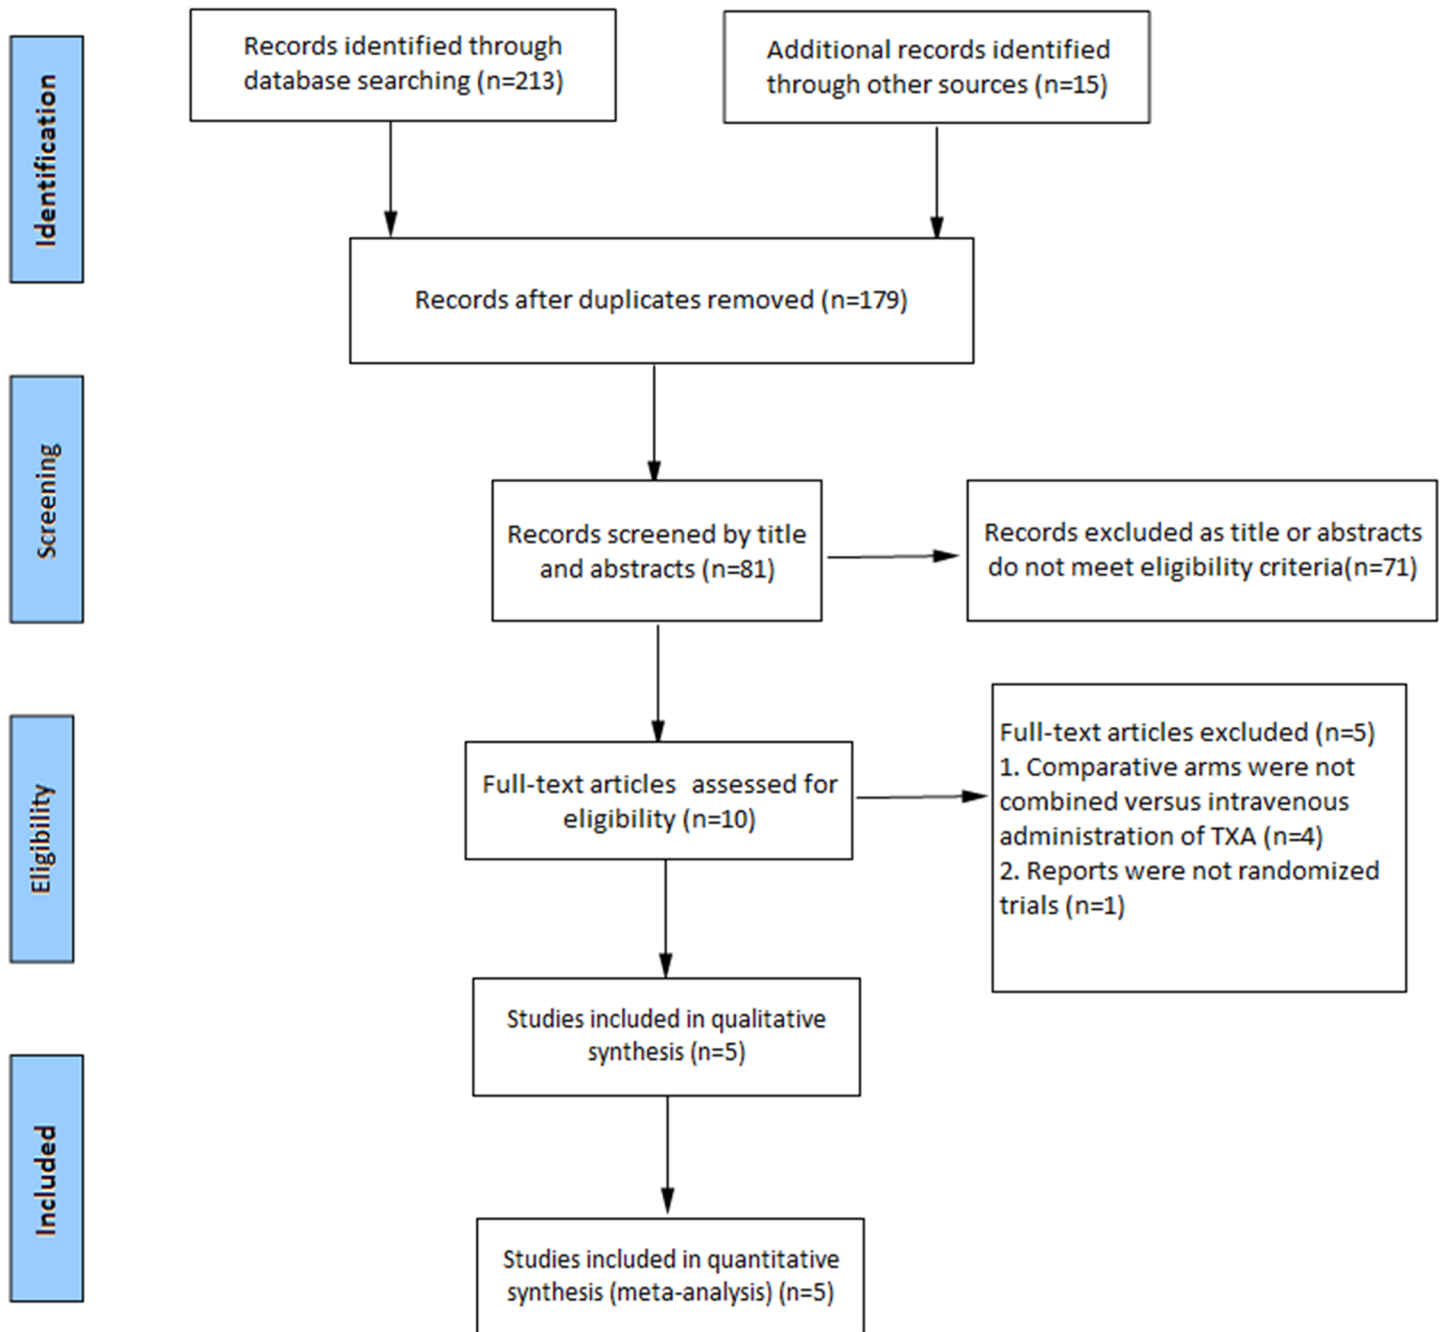 Identification
Records identified through
database searching (n=213)
Additional records identified
through other sources (n=15)
Records after duplicates removed (n=179)
Screening
Records screened by title
and abstracts (n=81)
Records excluded as title or abstracts
do not meet eligibility criteria(n=71)
Eligibility
Full-text articles assessed for
eligibility (n=10)
Full-text articles excluded (n=5)
1. Comparative arms were not
combined versus intravenous
administration of TXA (n=4)
2. Reports were not randomized
trials (n=1)
Included
Studies included in qualitative
synthesis (n=5)
Studies included in quantitative
synthesis (meta-analysis) (n=5)